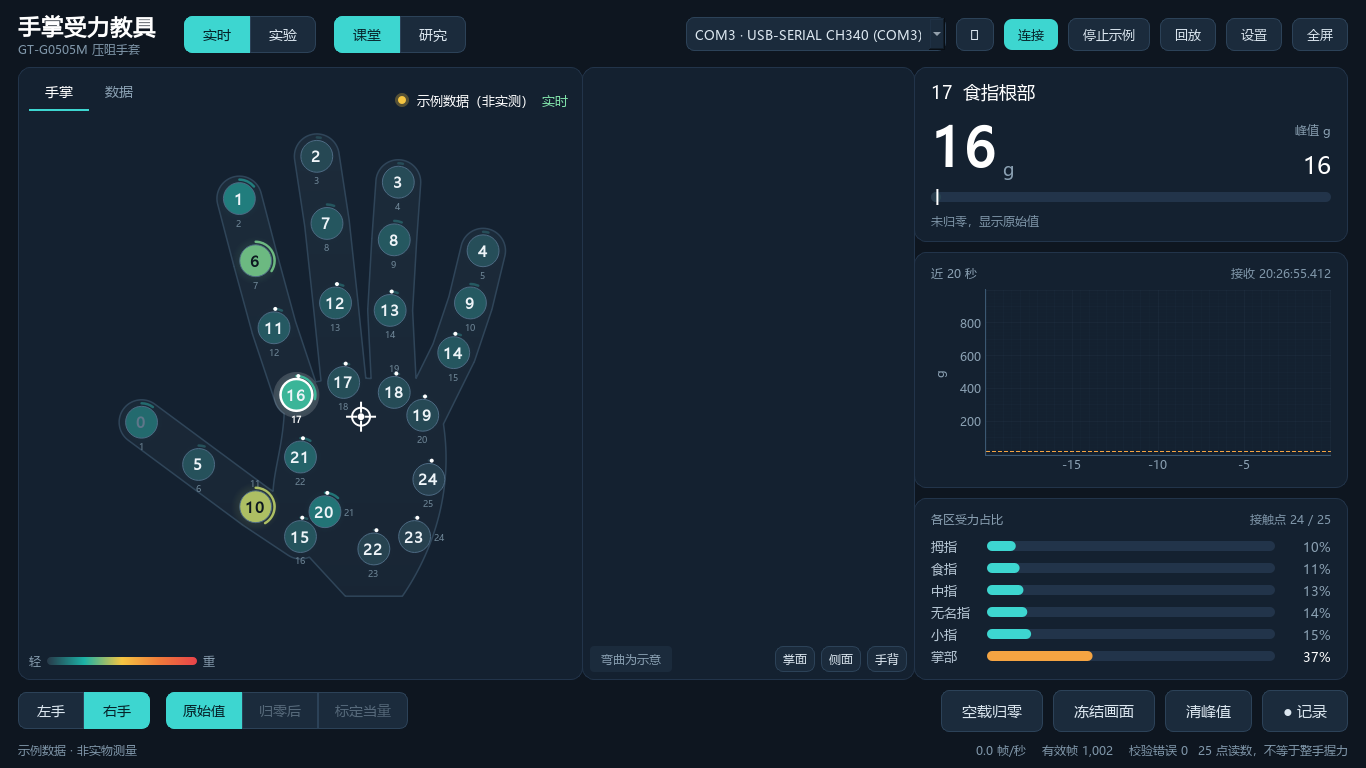 手掌受力教具
GT-G0505M 压阻手套
实时
实验
课堂
研究
COM3 · USB-SERIAL CH340 (COM3)
连接
停止示例
回放
设置
全屏
手掌
数据
示例数据（非实测）
实时
2
3
3
4
1
2
7
8
8
9
4
5
6
7
12
13
13
14
9
10
11
12
14
15
16
17
17
18
18
19
19
20
0
1
5
6
21
22
24
25
10
11
20
21
15
16
22
23
23
24
轻
重
弯曲为示意
掌面
侧面
手背
17 食指根部
16 g
峰值 g
16
未归零，显示原始值
近 20 秒
接收 20:26:55.412
g
800
600
400
200
-15
-10
-5
各区受力占比
接触点 24 / 25
拇指 10%
食指 11%
中指 13%
无名指 14%
小指 15%
掌部 37%
左手
右手
原始值
归零后
标定当量
空载归零
冻结画面
清峰值
● 记录
示例数据 · 非实物测量
0.0 帧/秒
有效帧 1,002
校验错误 0
25 点读数，不等于整手握力